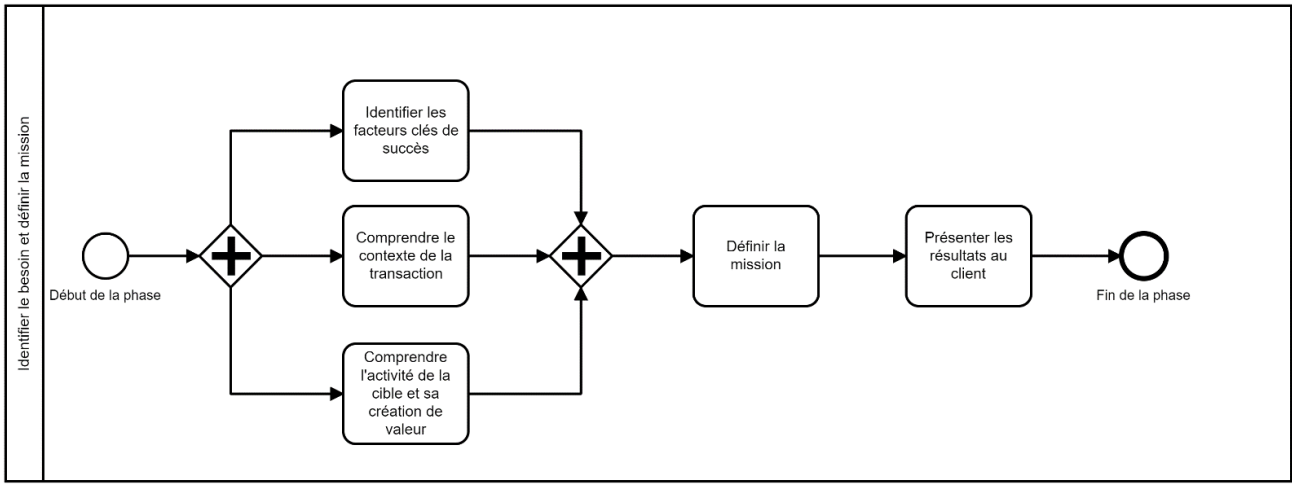 Identifier le besoin et définir la mission
Début de la phase
Identifier les
facteurs clés de
succès
Comprendre le
contexte de la
transaction
Comprendre
l'activité de la
cible et sa
création de
valeur
Définir la
mission
Présenter les
résultats au
client
Fin de la phase